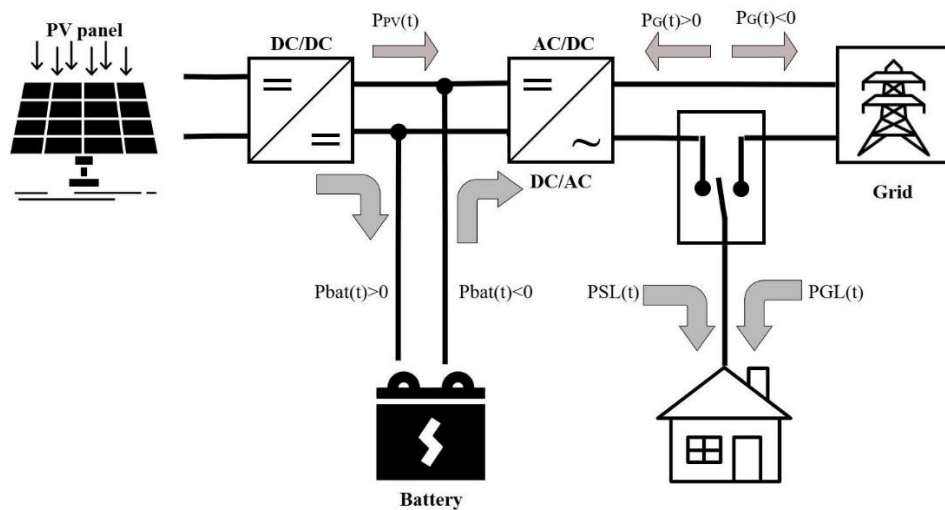 PV panel
DC/DC
PPV(t)
AC/DC
PG(t)>0
PG(t)<0
DC/AC
Grid
Pbat(t)>0
Pbat(t)<0
PSL(t)
PGL(t)
Battery